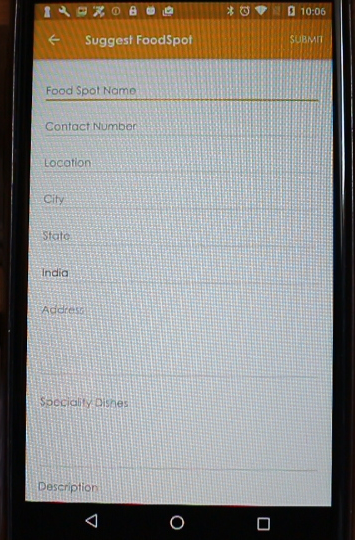 10:06
Suggest FoodSpot SUBMIT
Food Spot Name
Contact Number
Location
City
State
India
Address
Speciality Dishes
Description